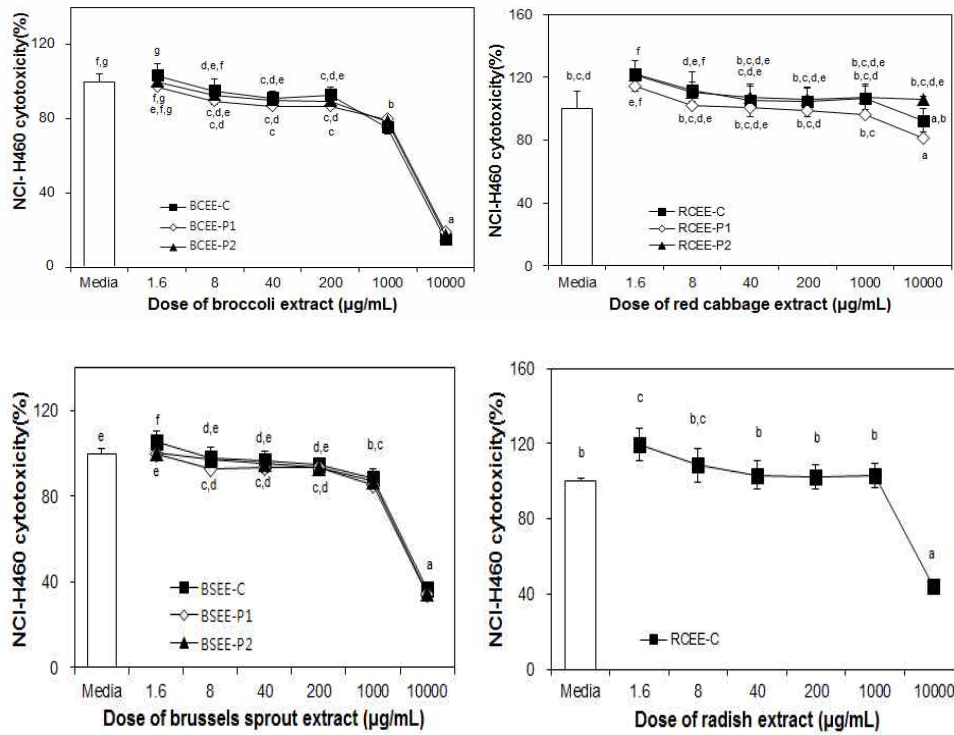 NCI- H460 cytotoxicity(%)
120
80
40
0
f,g
g
f,g
e,f,g
d,e,f
c,d,e
c,d
c,d,e
c,d
c
c,d,e
c,d
c
b
a
BCEE-C
BCEE-P1
BCEE-P2
Media 1.6 8 40 200 1000 10000
Dose of broccoli extract (µg/mL)
NCI-H460 cytotoxicity(%)
160
120
80
40
0
b,c,d
f
e,f
d,e,f
b,c,d,e
b,c,d,e
c,d,e
b,c,d,e
b,c,d,e
b,c,d
b,c,d,e
b,c,d
b,c
b,c,d,e
a,b
a
RCEE-C
RCEE-P1
RCEE-P2
Media 1.6 8 40 200 1000 10000
Dose of red cabbage extract (µg/mL)
NCI-H460 cytotoxicity(%)
120
80
40
0
e
f
e
d,e
c,d
d,e
c,d
d,e
c,d
b,c
a
BSEE-C
BSEE-P1
BSEE-P2
Media 1.6 8 40 200 1000 10000
Dose of brussels sprout extract (µg/mL)
NCI-H460 cytotoxicity(%)
160
120
80
40
0
b
c
b,c
b
b
b
a
RCEE-C
Media 1.6 8 40 200 1000 10000
Dose of radish extract (µg/mL)